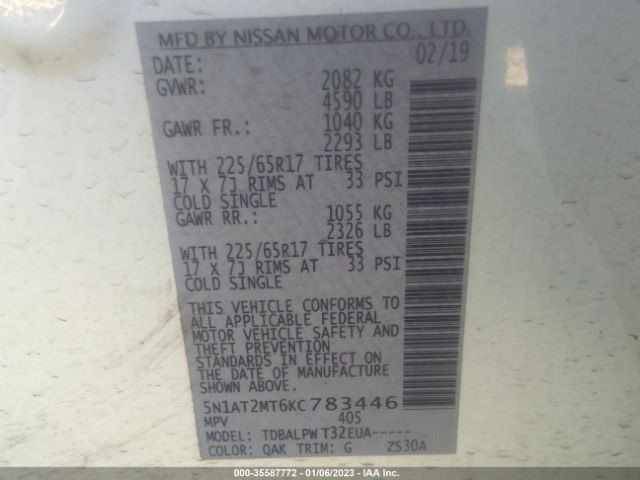 MFD BY NISSAN MOTOR CO., LTD.
DATE: 02/19
GVWR: 2082 KG
4590 LB
GAWR FR.: 1040 KG
2293 LB
WITH 225/65R17 TIRES
17 X 7J RIMS AT 33 PSI
COLD SINGLE
GAWR RR.: 1055 KG
2326 LB
WITH 225/65R17 TIRES
17 X 7J RIMS AT 33 PSI
COLD SINGLE
THIS VEHICLE CONFORMS TO
ALL APPLICABLE FEDERAL
MOTOR VEHICLE SAFETY AND
THEFT PREVENTION
STANDARDS IN EFFECT ON
THE DATE OF MANUFACTURE
SHOWN ABOVE.
5N1AT2MT6KC783446
MPV 405
MODEL: TDBALPW T32EUA-----
COLOR: QAK TRIM: G ZS30A
000-35587772 - 01/06/2023 - IAAI.COM